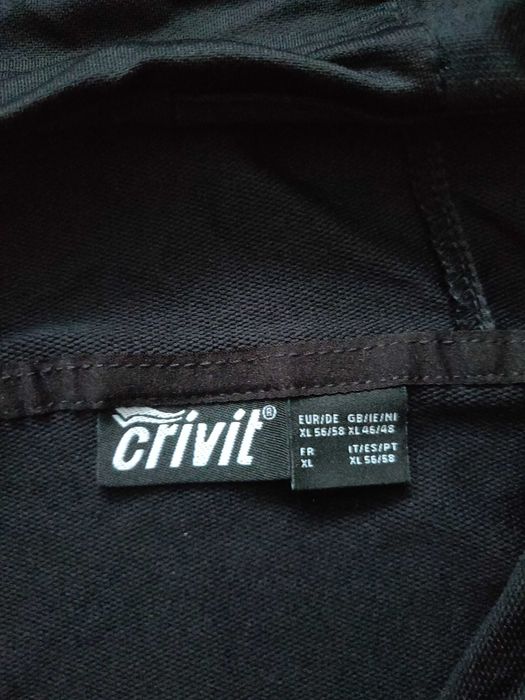 crivit®
EUR/DE GB/IE/NI
XL 56/58 XL 46/48
FR IT/ES/PT
XL XL 56/58